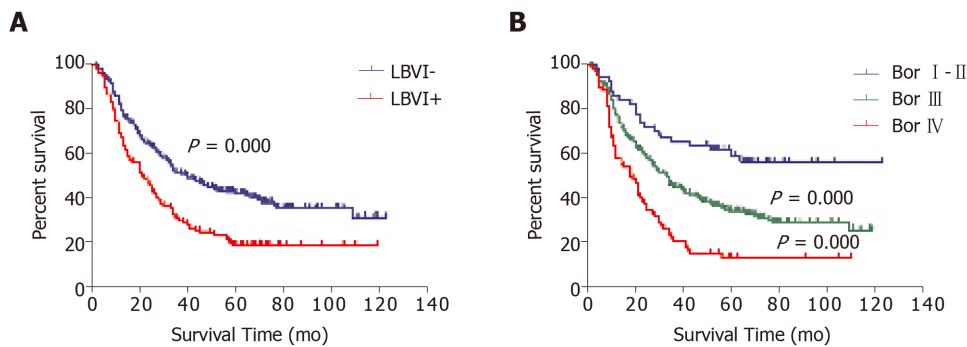 A
B
LBVI-
LBVI+
P = 0.000
Percent survival
100
80
60
40
20
0
0 20 40 60 80 100 120 140
Survival Time (mo)
Bor Ⅰ-Ⅱ
Bor Ⅲ
Bor Ⅳ
P = 0.000
P = 0.000
Percent survival
100
80
60
40
20
0
0 20 40 60 80 100 120 140
Survival Time (mo)